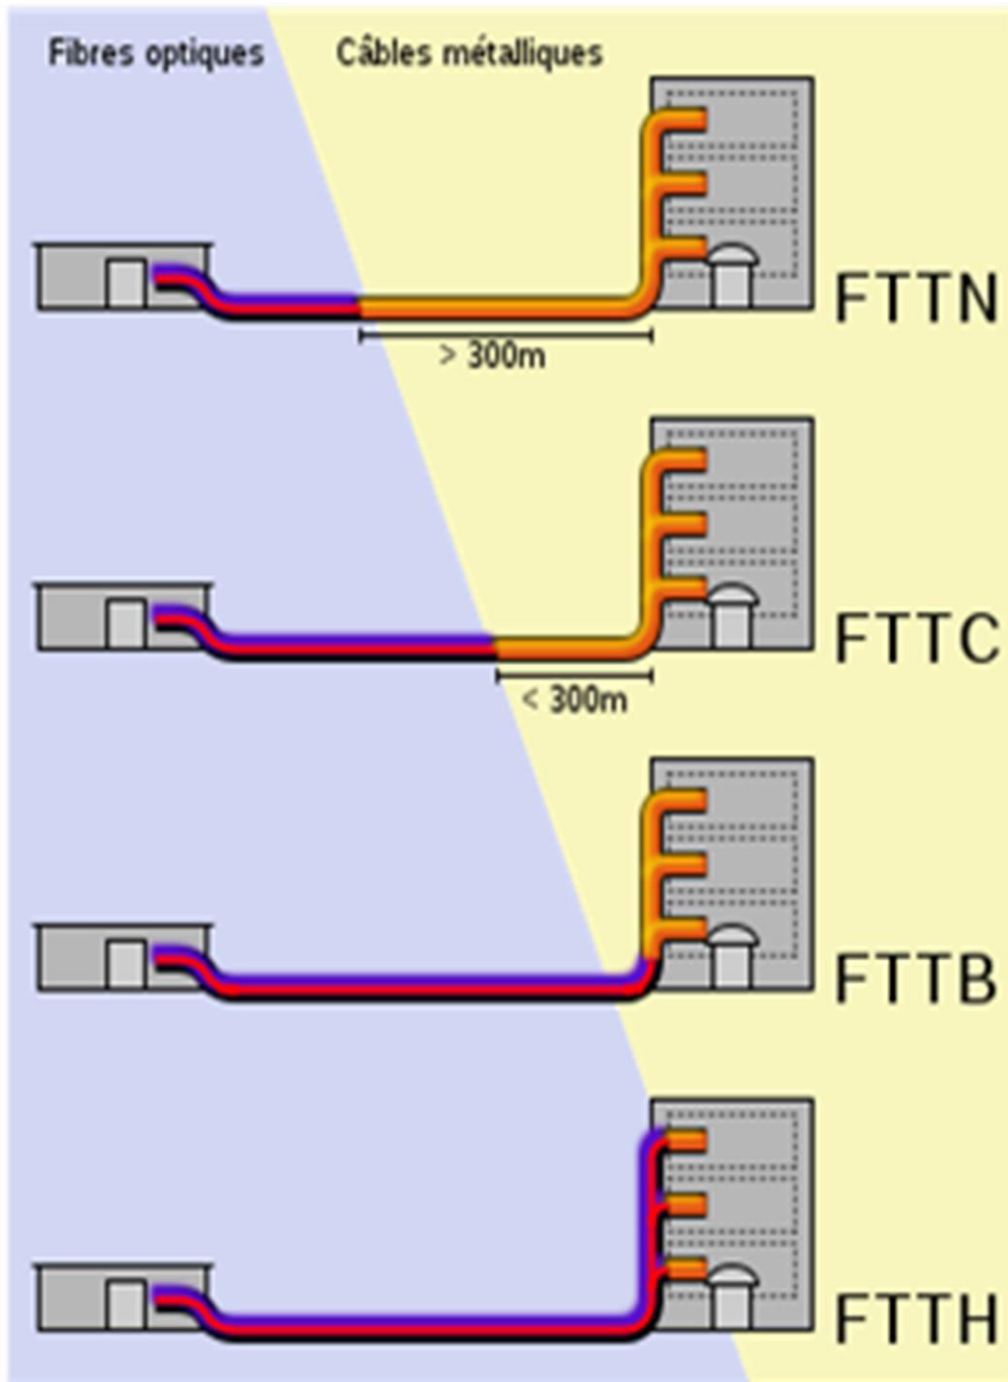 Fibres optiques
Câbles métalliques
FTTN
> 300m
FTTC
< 300m
FTTB
FTTH